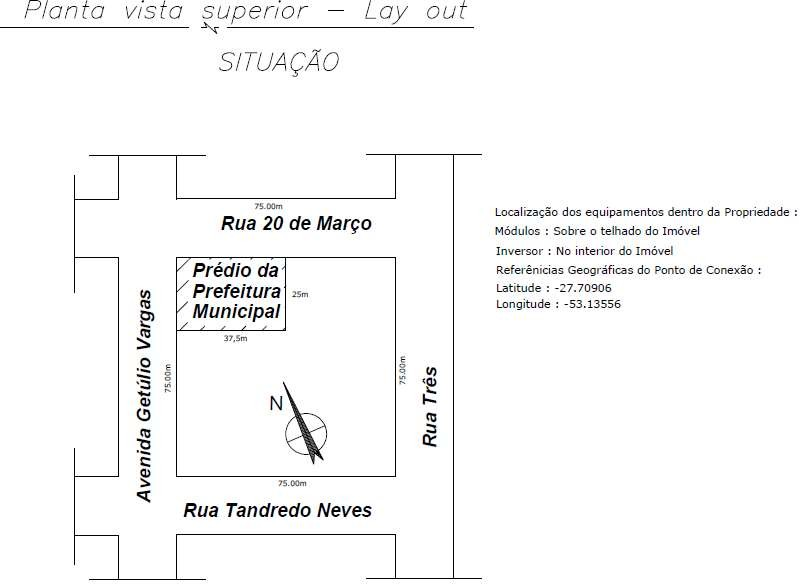 Planta vista superior – Lay out
SITUAÇÃO
75.00m
Rua 20 de Março
Localização dos equipamentos dentro da Propriedade :
Módulos : Sobre o telhado do Imóvel
Inversor : No interior do Imóvel
Referênicias Geográficas do Ponto de Conexão :
Latitude : -27.70906
Longitude : -53.13556
Prédio da
Prefeitura
Municipal
25m
37,5m
Avenida Getúlio Vargas
75.00m
75.00m
Rua Três
N
75.00m
Rua Tandredo Neves